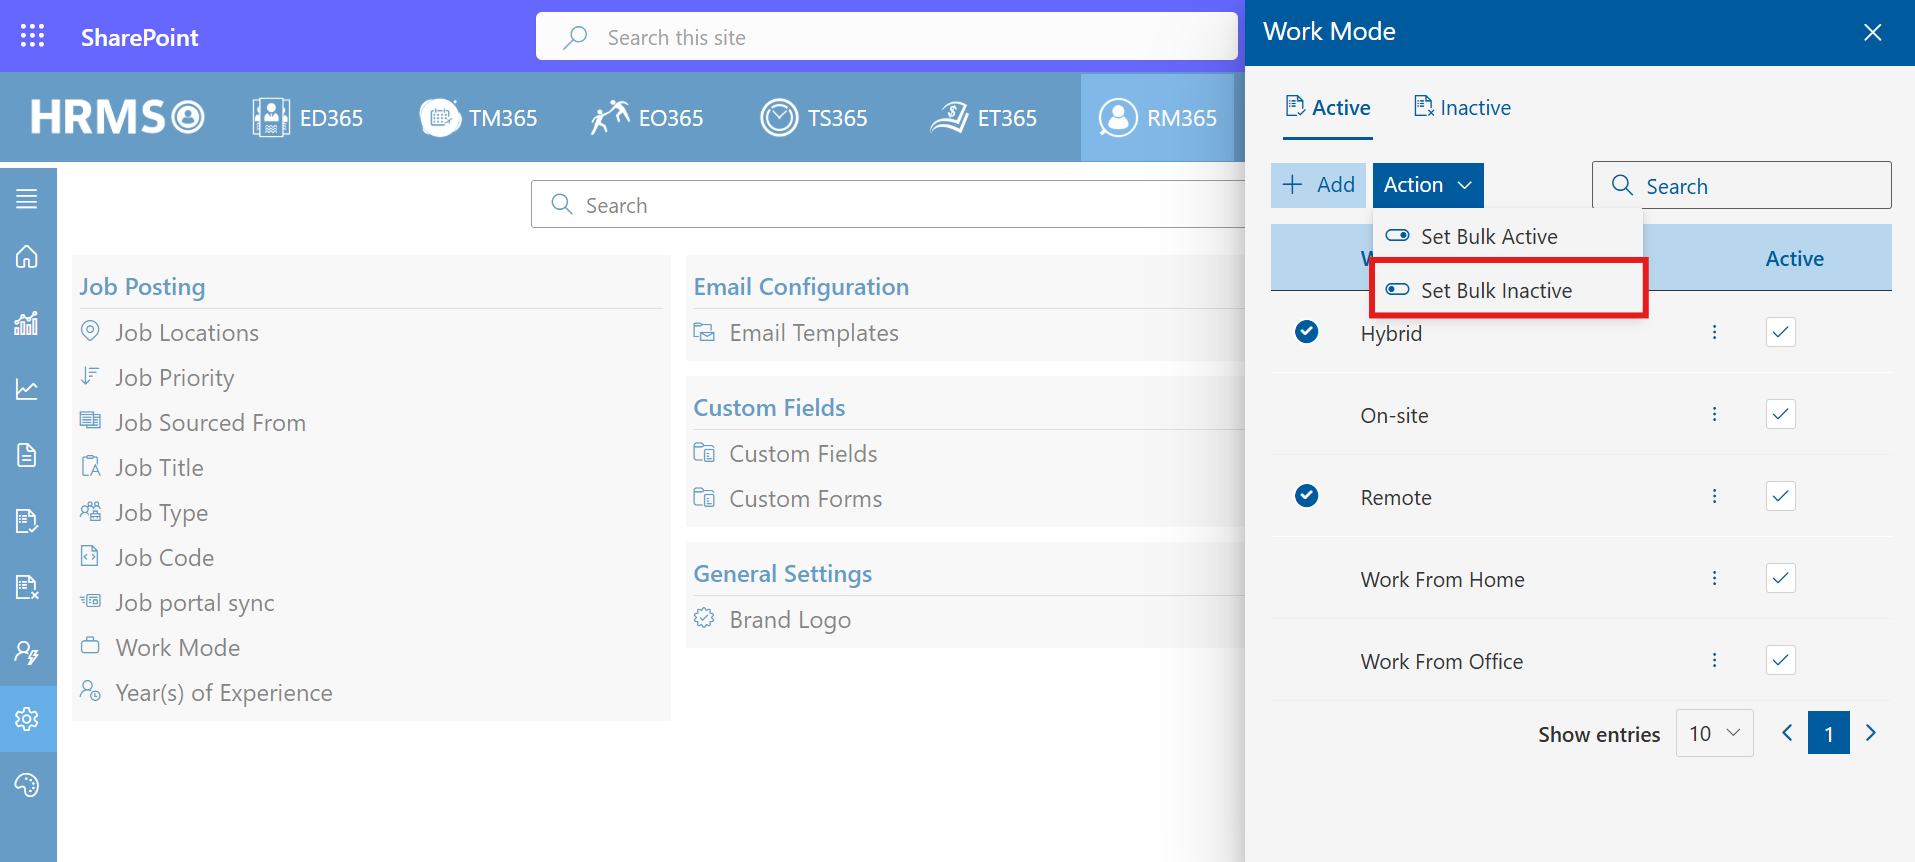 SharePoint
Search this site
HRMS
ED365
TM365
EO365
TS365
ET365
RM365
Search
Job Posting
Job Locations
Job Priority
Job Sourced From
Job Title
Job Type
Job Code
Job portal sync
Work Mode
Year(s) of Experience
Email Configuration
Email Templates
Custom Fields
Custom Fields
Custom Forms
General Settings
Brand Logo
Work Mode
Active
Inactive
Add
Action
Search
Set Bulk Active
Set Bulk Inactive
Active
Hybrid
On-site
Remote
Work From Home
Work From Office
Show entries
10
1